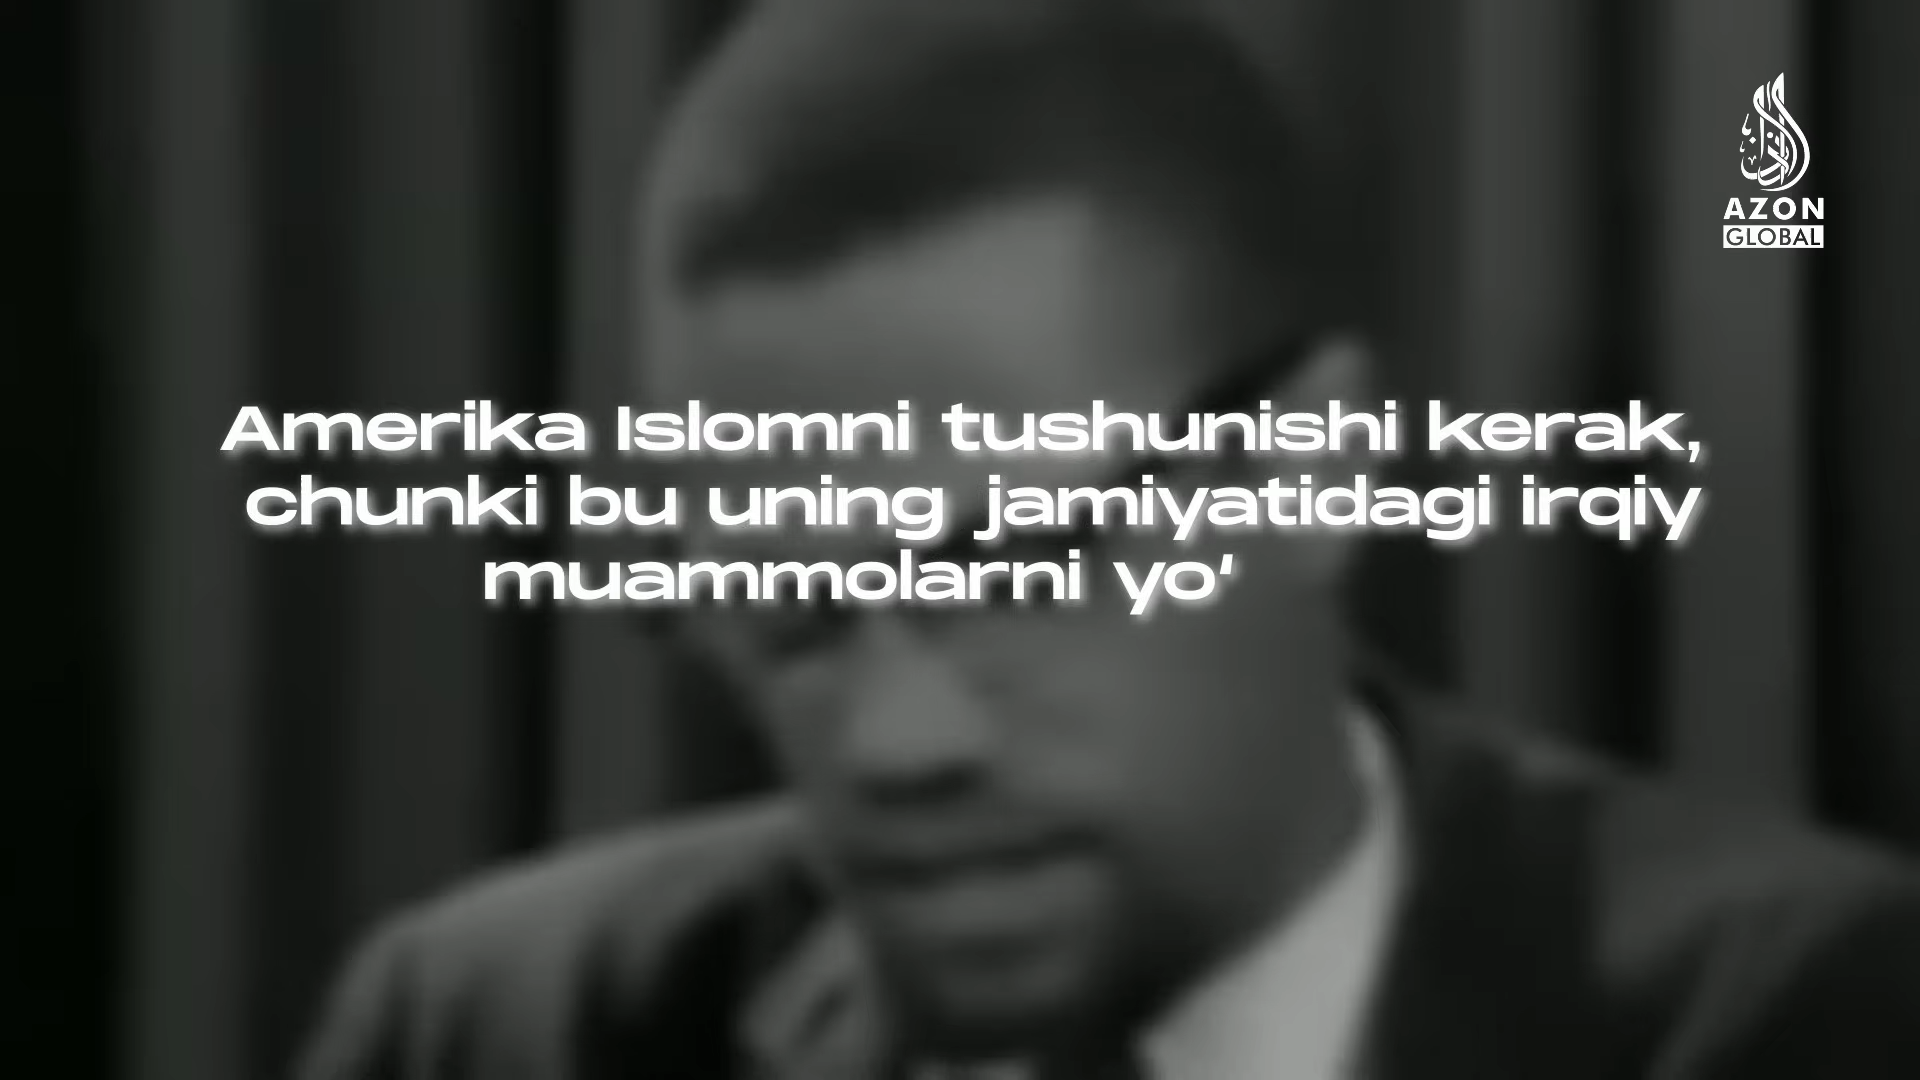 AZON
GLOBAL
Amerika Islomni tushunishi kerak,
chunki bu uning jamiyatidagi irqiy
muammolarni yo‘